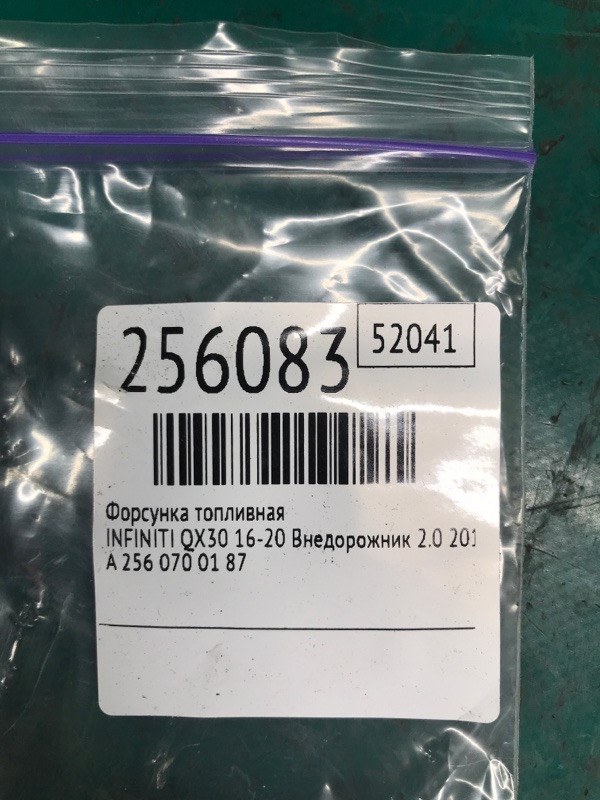 256083
52041
Форсунка топливная
INFINITI QX30 16-20 Внедорожник 2.0 201
A 256 070 01 87